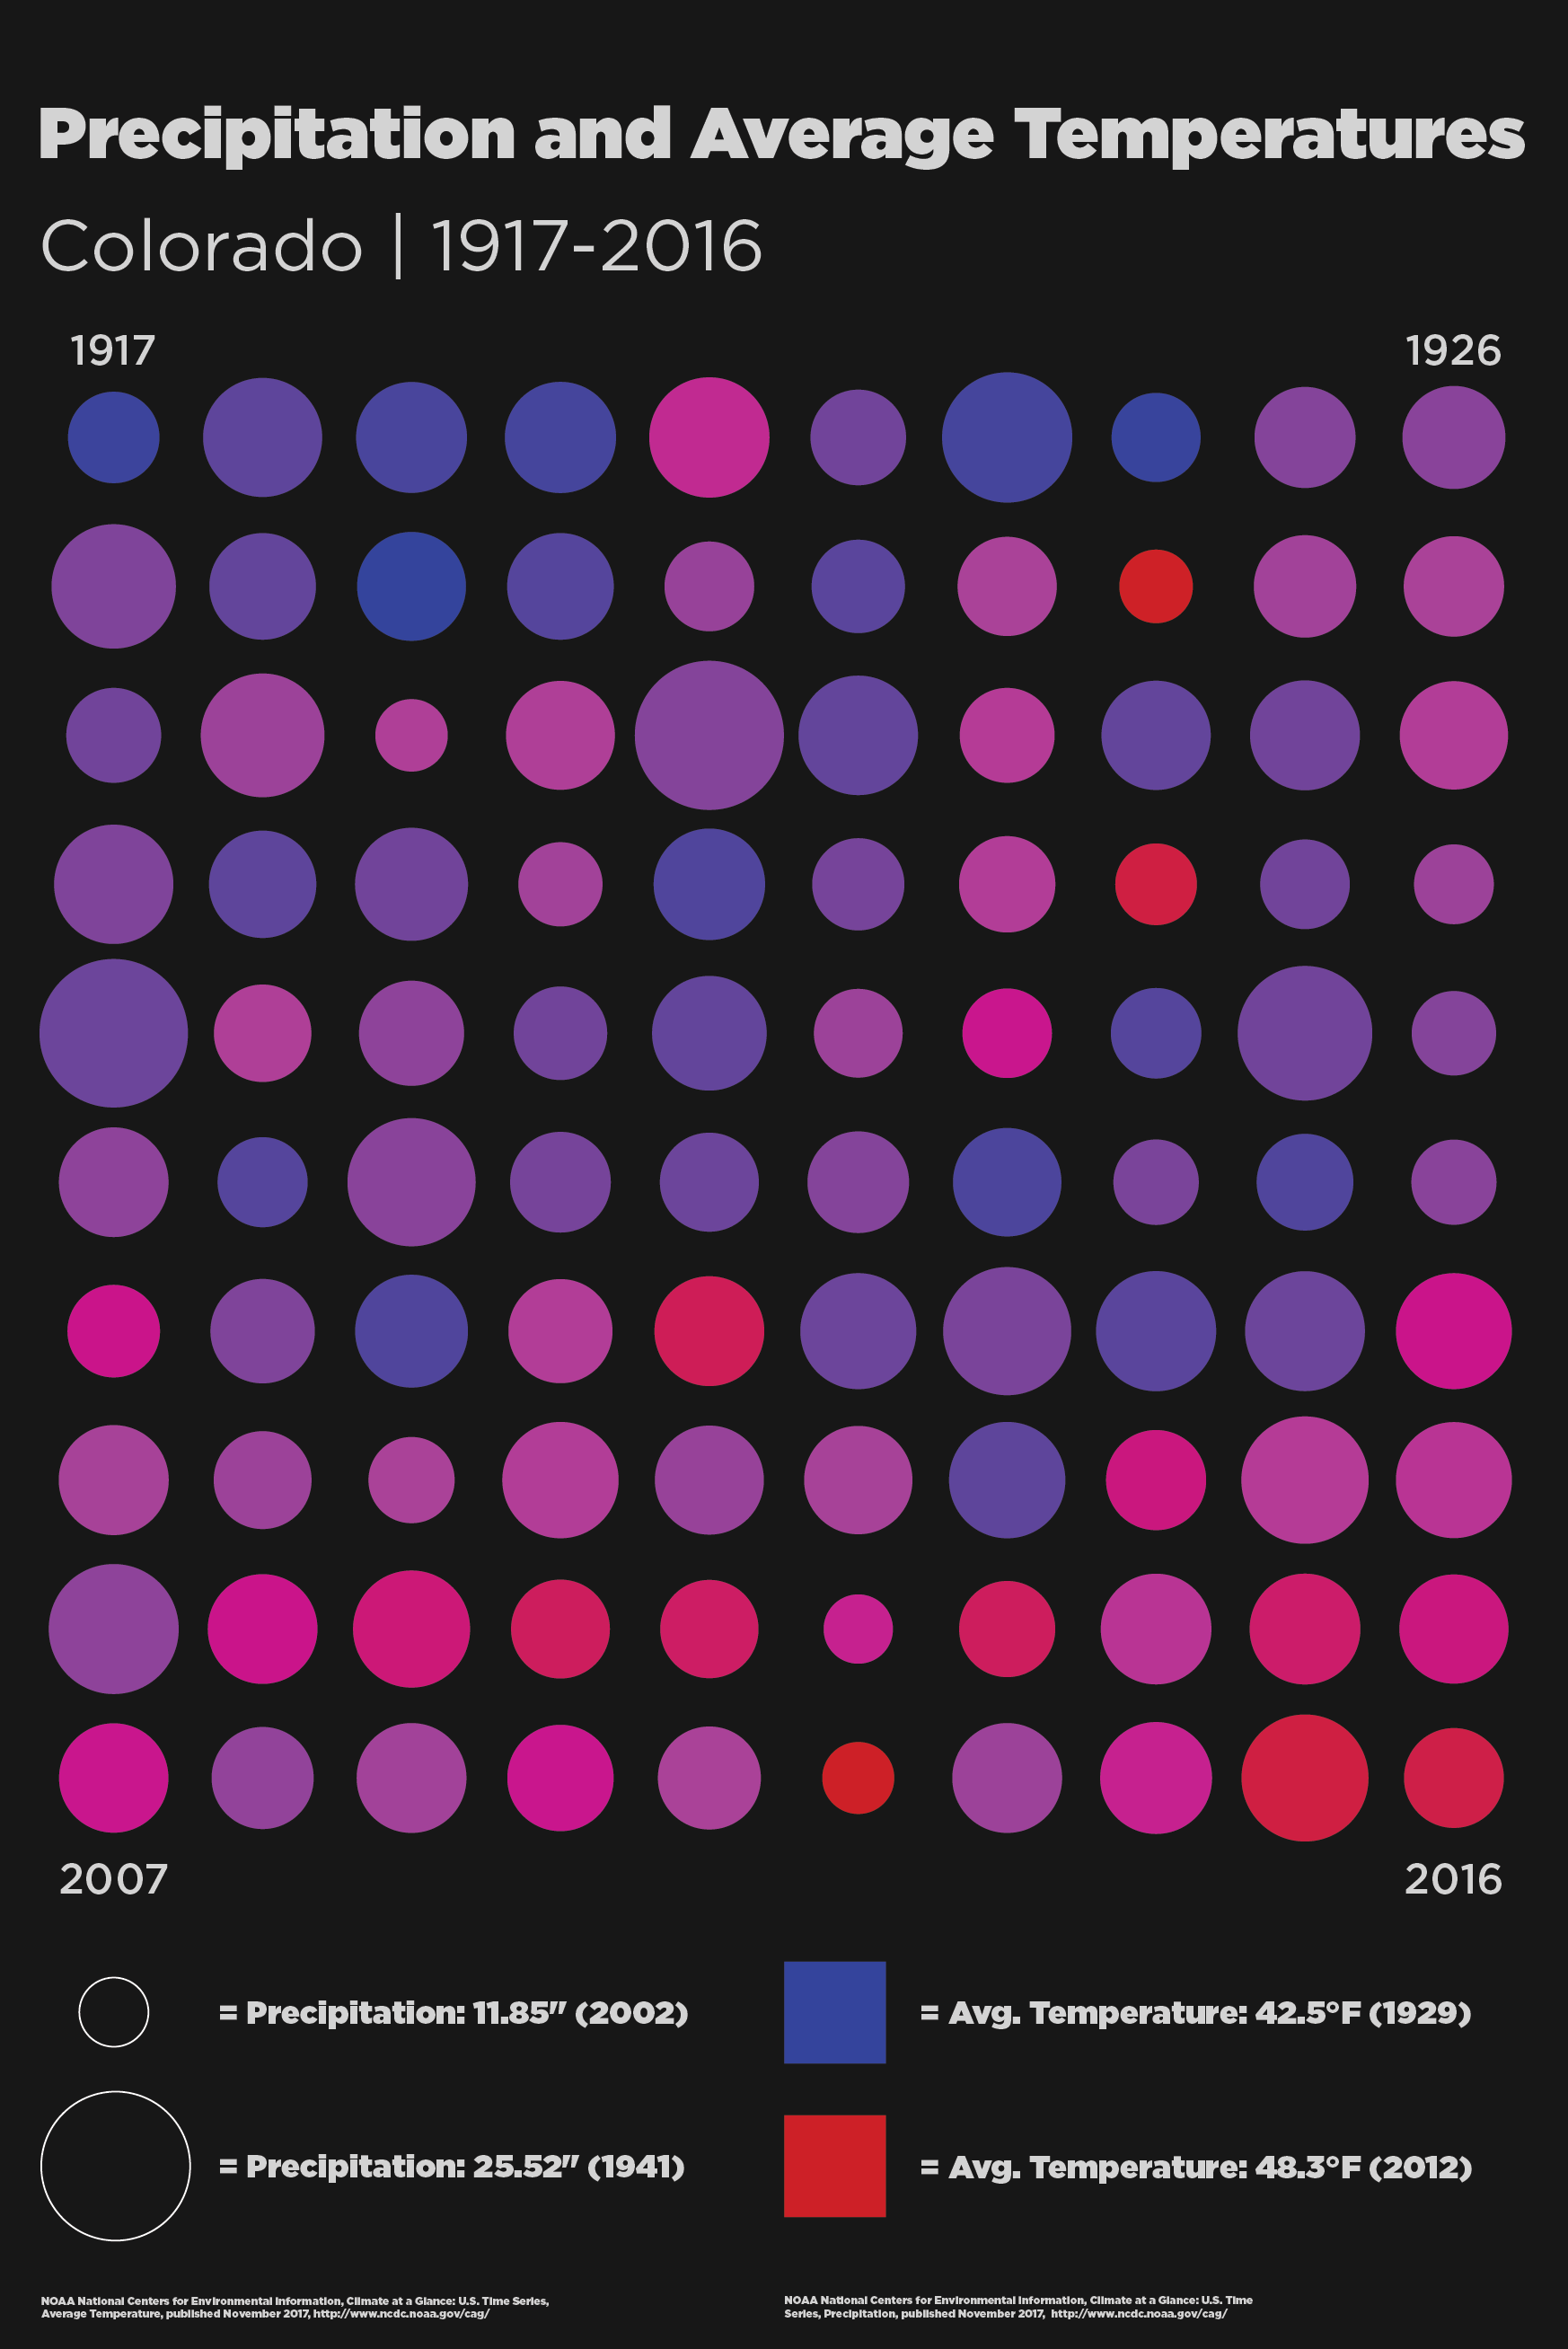 Precipitation and Average Temperatures
Colorado | 1917-2016
1917
1926
2007
2016
= Precipitation: 11.85″ (2002)
= Avg. Temperature: 42.5°F (1929)
= Precipitation: 25.52″ (1941)
= Avg. Temperature: 48.3°F (2012)
NOAA National Centers for Environmental Information, Climate at a Glance: U.S. Time Series,
Average Temperature, published November 2017, http://www.ncdc.noaa.gov/cag/
NOAA National Centers for Environmental Information, Climate at a Glance: U.S. Time
Series, Precipitation, published November 2017, http://www.ncdc.noaa.gov/cag/